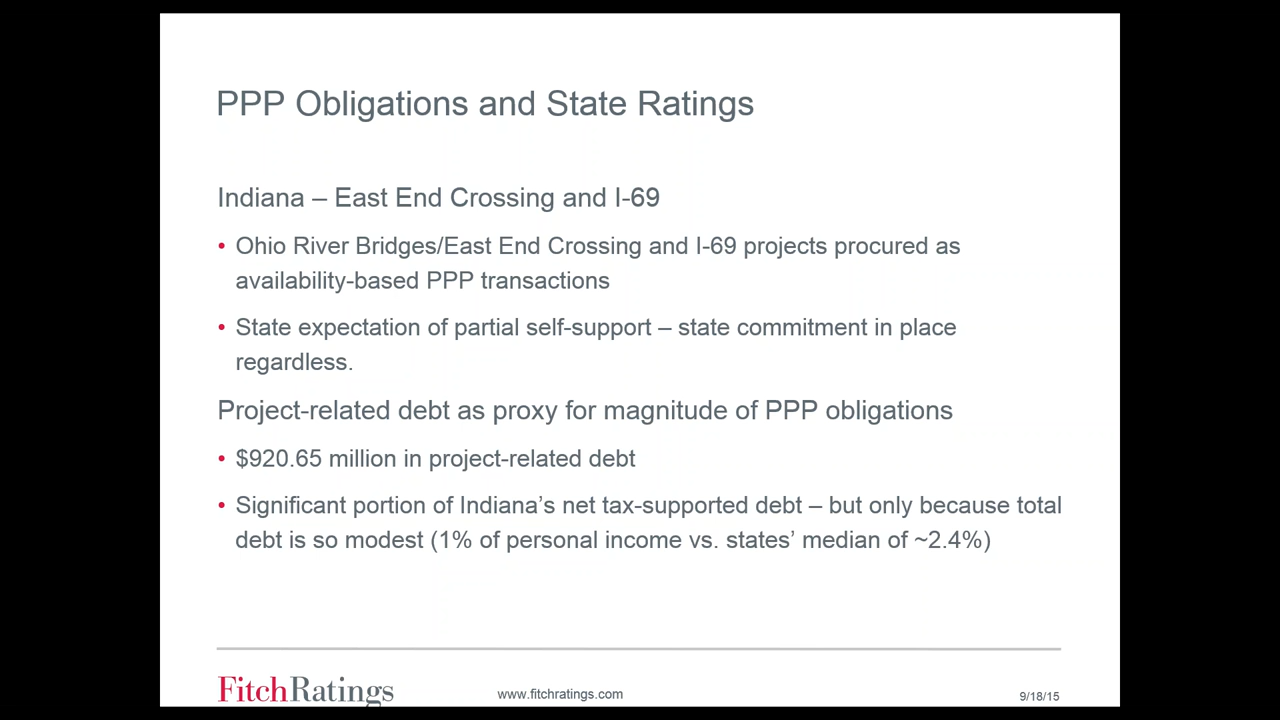 PPP Obligations and State Ratings
Indiana – East End Crossing and I-69
• Ohio River Bridges/East End Crossing and I-69 projects procured as
availability-based PPP transactions
• State expectation of partial self-support – state commitment in place
regardless.
Project-related debt as proxy for magnitude of PPP obligations
• $920.65 million in project-related debt
• Significant portion of Indiana’s net tax-supported debt – but only because total
debt is so modest (1% of personal income vs. states’ median of ~2.4%)
FitchRatings
www.fitchratings.com
9/18/15